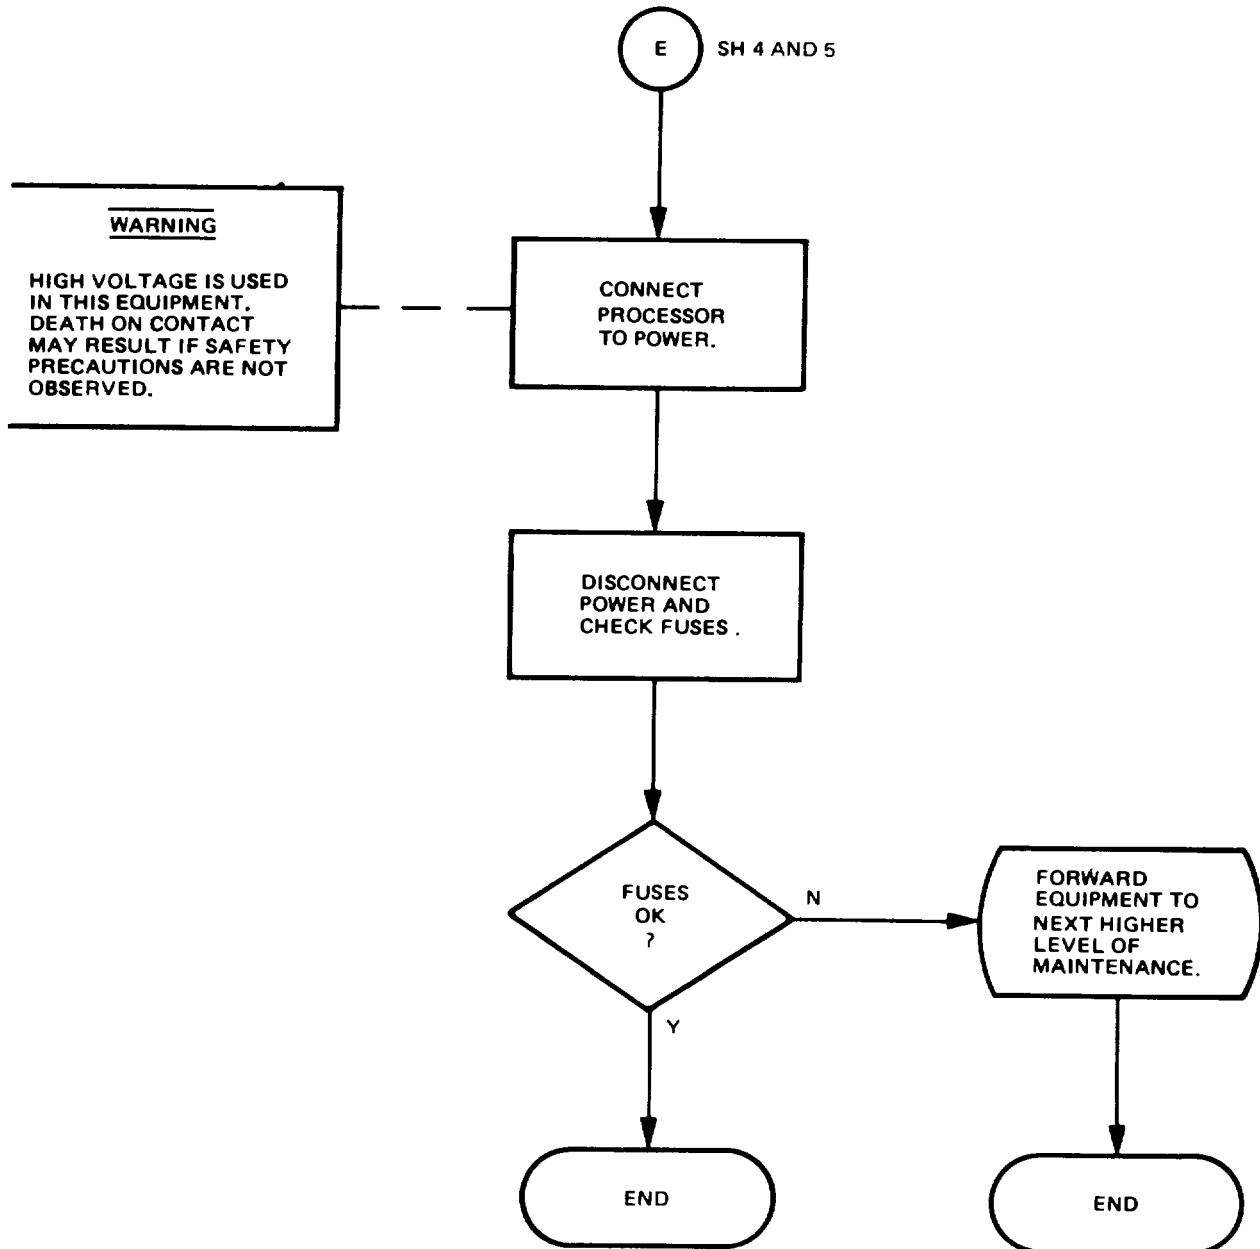 E
SH 4 AND 5
WARNING
HIGH VOLTAGE IS USED
IN THIS EQUIPMENT.
DEATH ON CONTACT
MAY RESULT IF SAFETY
PRECAUTIONS ARE NOT
OBSERVED.
CONNECT
PROCESSOR
TO POWER.
DISCONNECT
POWER AND
CHECK FUSES .
FUSES
OK
?
N
FORWARD
EQUIPMENT TO
NEXT HIGHER
LEVEL OF
MAINTENANCE.
Y
END
END